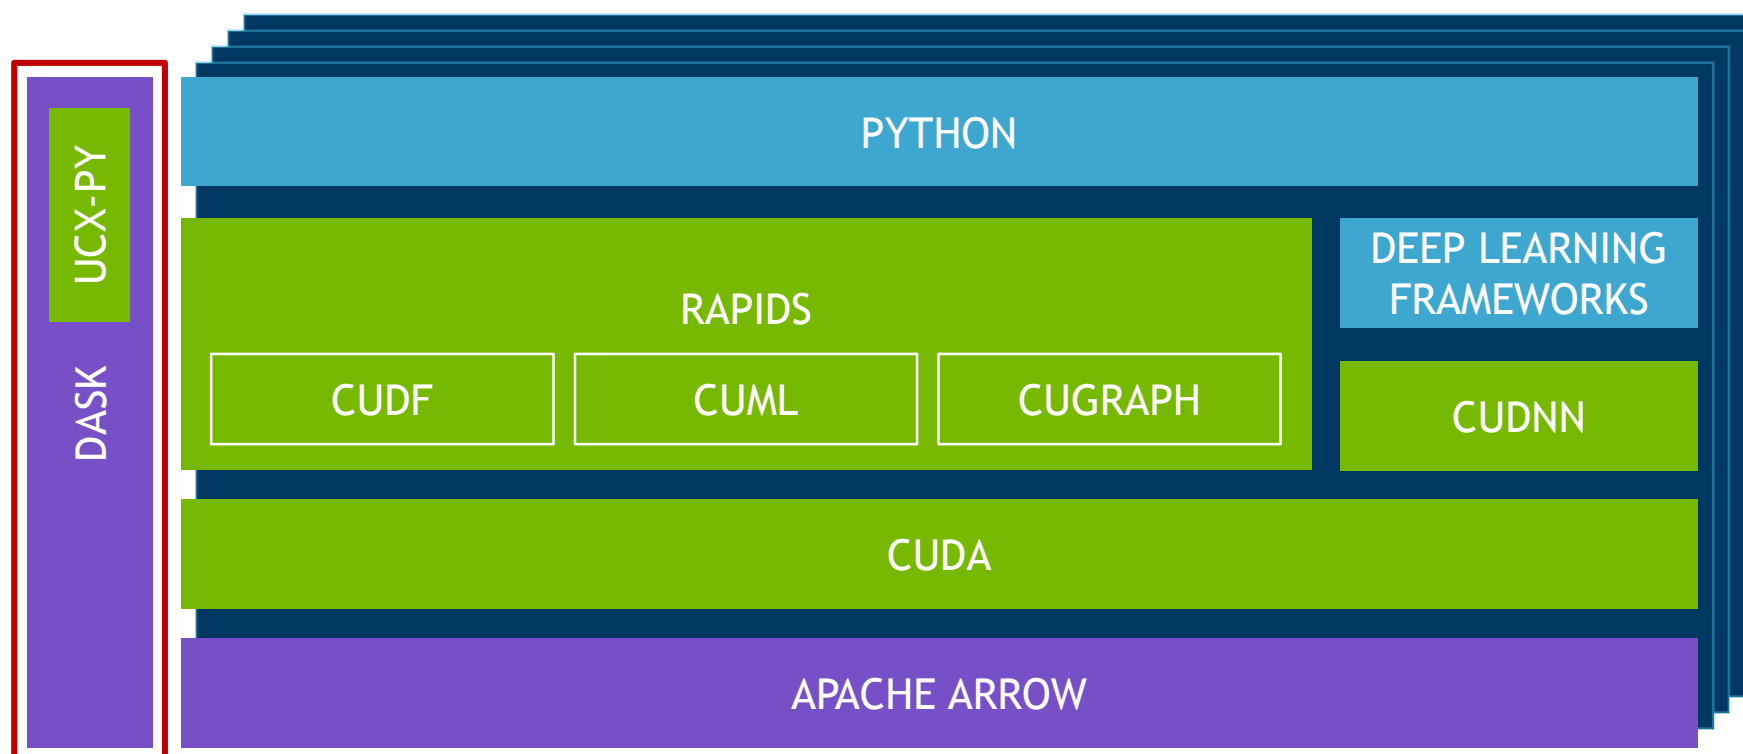 UCX-PY
DASK
PYTHON
RAPIDS
CUDF
CUML
CUGRAPH
DEEP LEARNING
FRAMEWORKS
CUDNN
CUDA
APACHE ARROW